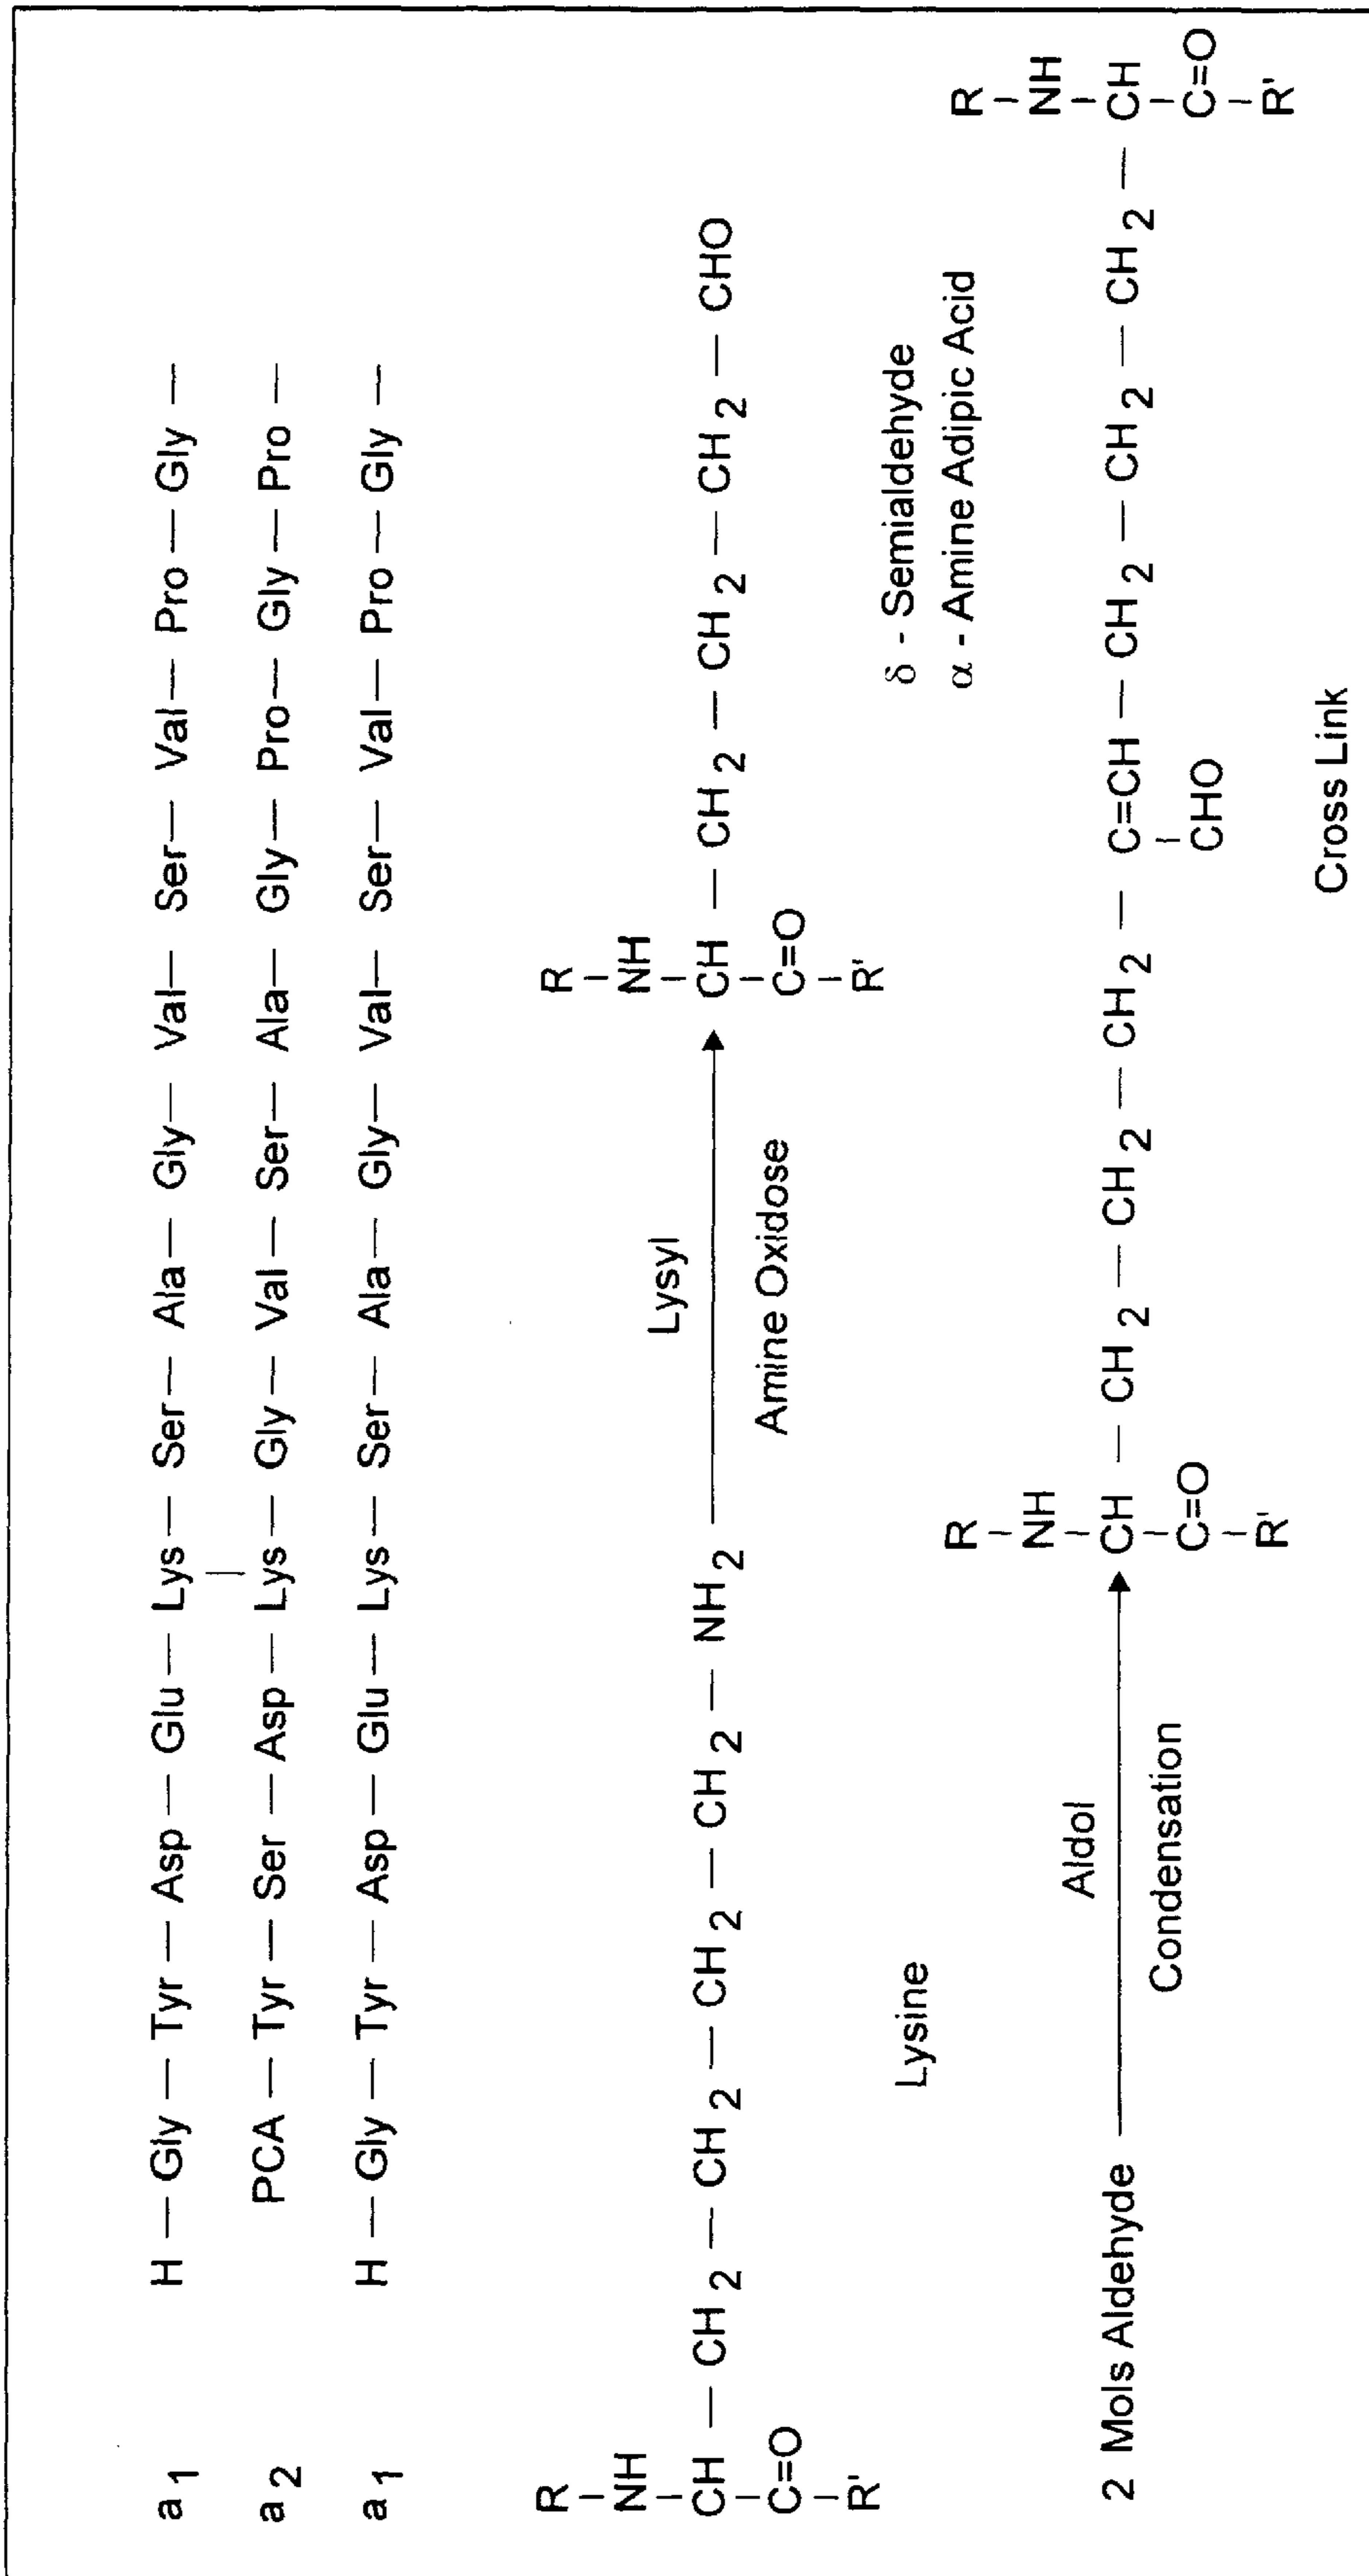 a 1 H — Gly — Tyr — Asp — Glu — Lys — Ser — Ala — Gly — Val — Ser — Val — Pro — Gly —
|
a 2 PCA — Tyr — Ser — Asp — Lys — Gly — Val — Ser — Ala — Gly — Pro — Gly — Pro —
a 1 H — Gly — Tyr — Asp — Glu — Lys — Ser — Ala — Gly — Val — Ser — Val — Pro — Gly —
R R
NH Lysyl NH
CH — CH 2 — CH 2 — CH 2 — CH 2 — NH 2 CH — CH 2 — CH 2 — CH 2 — CHO
C=O Amine Oxidose C=O
R' R'
Lysine δ - Semialdehyde
α - Amine Adipic Acid
R R
NH NH
Aldol
2 Mols Aldehyde CH — CH 2 — CH 2 — CH 2 — C=CH — CH 2 — CH 2 — CH 2 — CH
Condensation C=O CHO C=O
R' R'
Cross Link